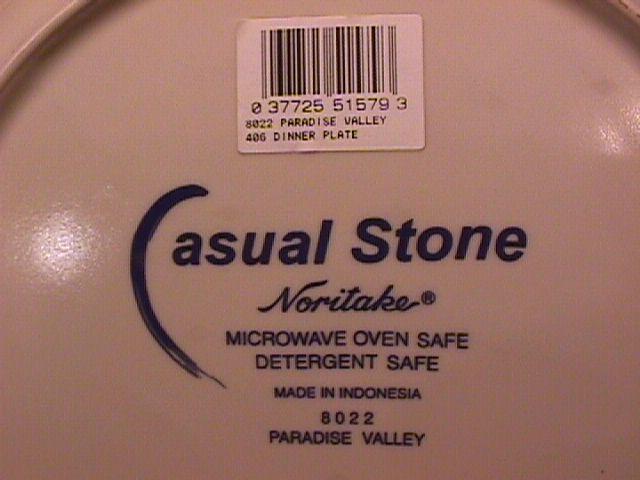 0 37725 51579 3
8022 PARADISE VALLEY
406 DINNER PLATE
Casual Stone
Noritake®
MICROWAVE OVEN SAFE
DETERGENT SAFE
MADE IN INDONESIA
8022
PARADISE VALLEY